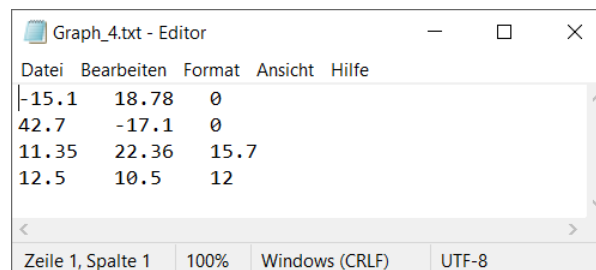 Graph_4.txt - Editor
Datei Bearbeiten Format Ansicht Hilfe
-15.1 18.78 0
42.7 -17.1 0
11.35 22.36 15.7
12.5 10.5 12
Zeile 1, Spalte 1 100% Windows (CRLF) UTF-8